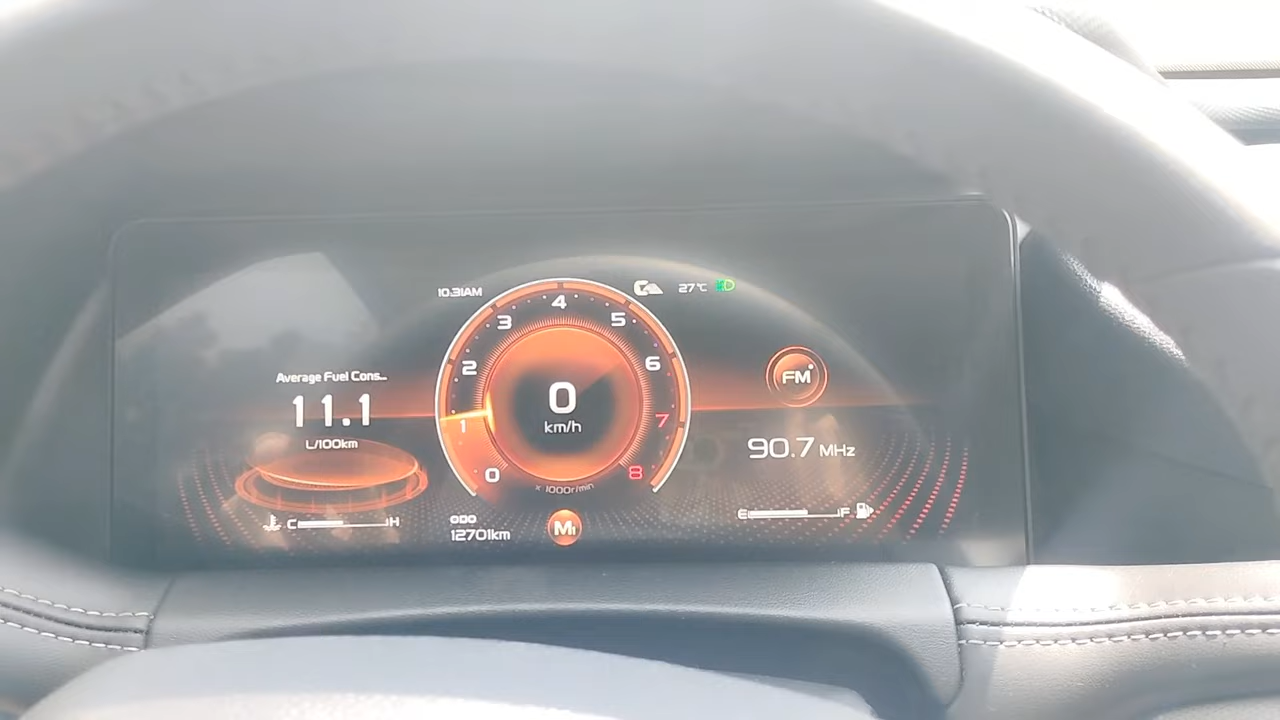 10:31AM
27℃
Average Fuel Cons...
11.1
L/100km
0
1
2
3
4
5
6
7
8
0
km/h
x 1000r/min
FM
90.7 MHz
C H
E F
ODO
12701km
M1